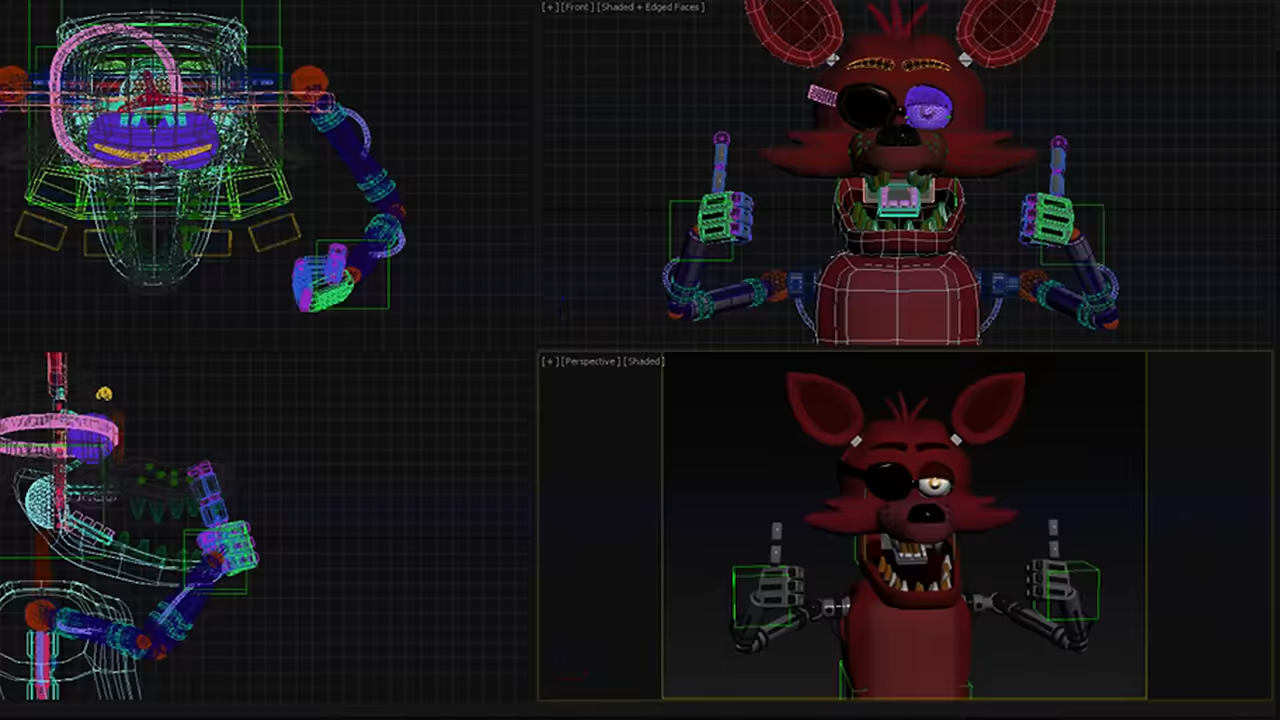 [+] [Front] [Shaded + Edged Faces]
[+] [Perspective] [Shaded]